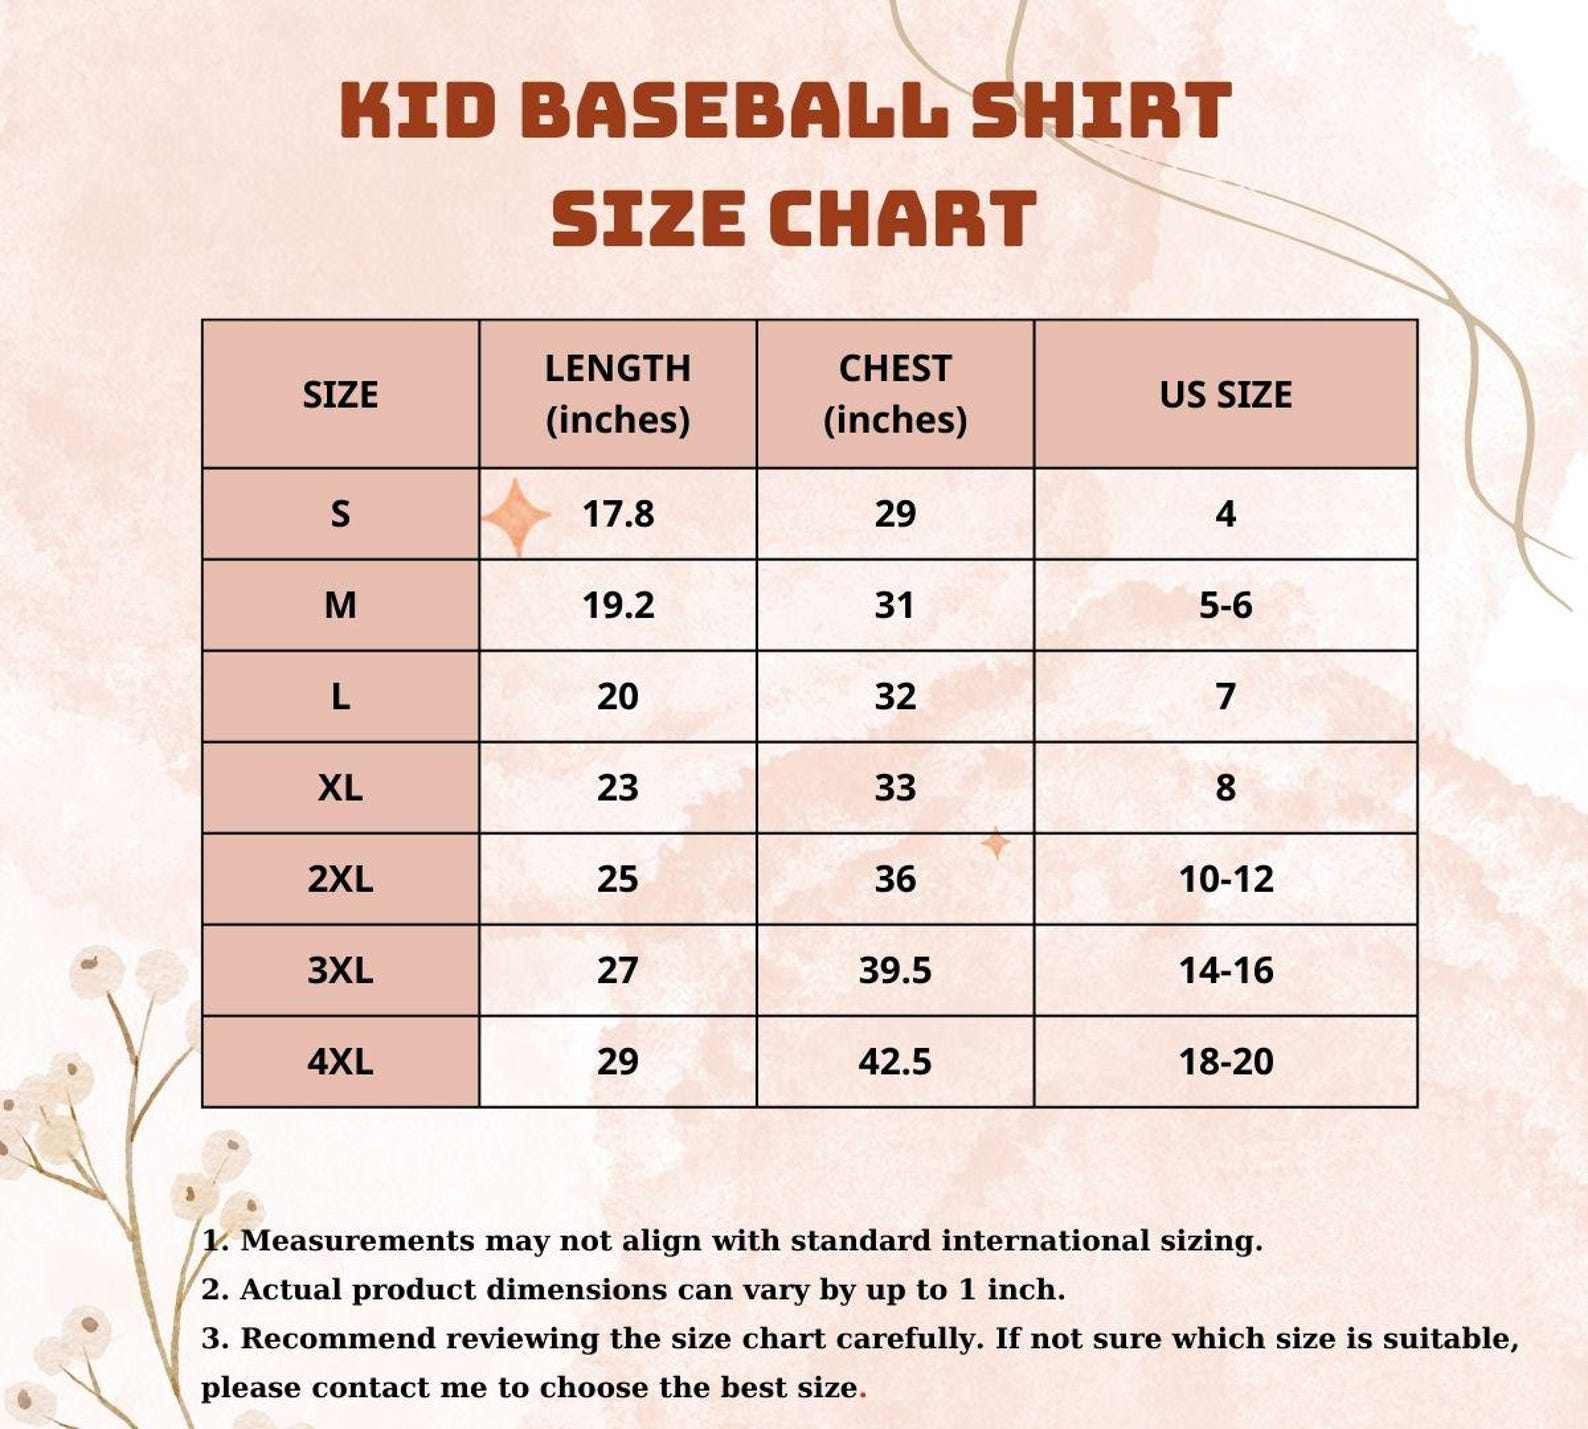 KID BASEBALL SHIRT
SIZE CHART
SIZE LENGTH (inches) CHEST (inches) US SIZE
S 17.8 29 4
M 19.2 31 5-6
L 20 32 7
XL 23 33 8
2XL 25 36 10-12
3XL 27 39.5 14-16
4XL 29 42.5 18-20
1. Measurements may not align with standard international sizing.
2. Actual product dimensions can vary by up to 1 inch.
3. Recommend reviewing the size chart carefully. If not sure which size is suitable,
please contact me to choose the best size.